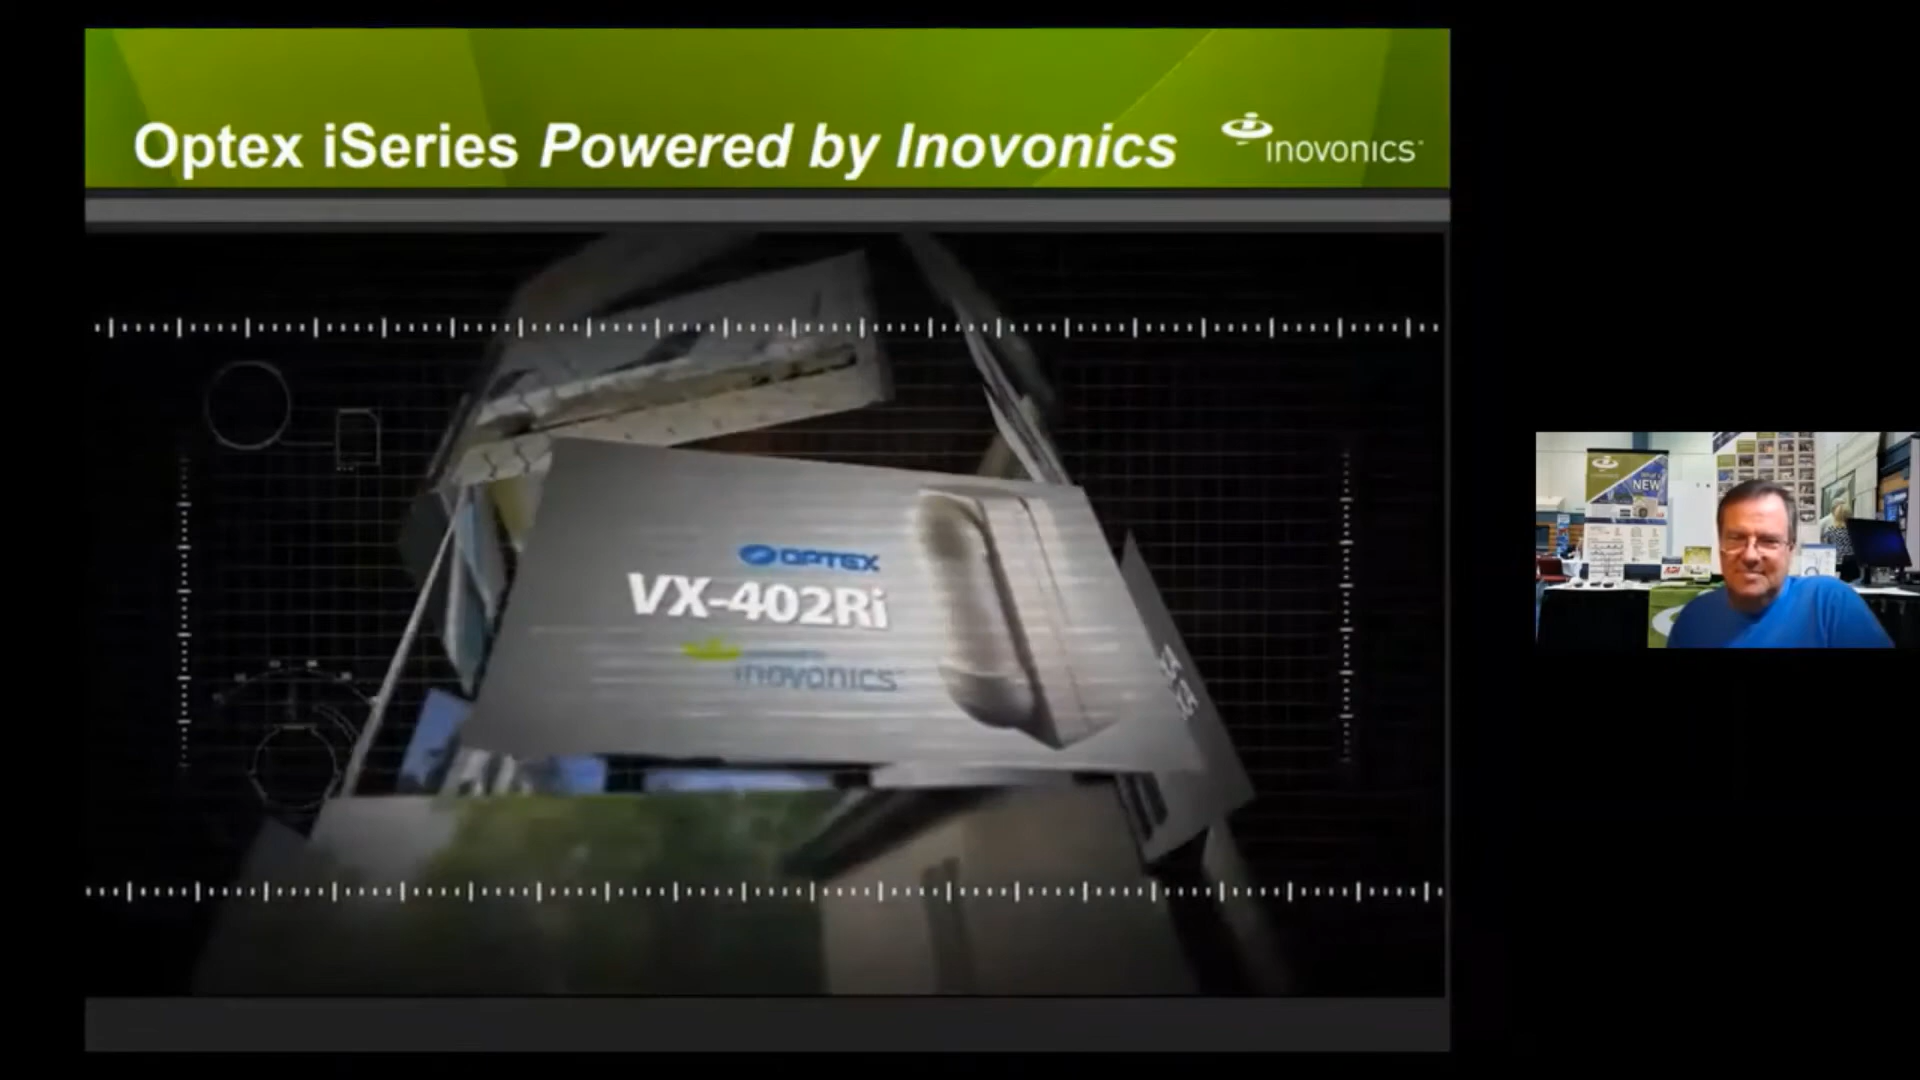 Optex iSeries Powered by Inovonics
inovonics
OPTEX
VX-402Ri
inovonics
NEW